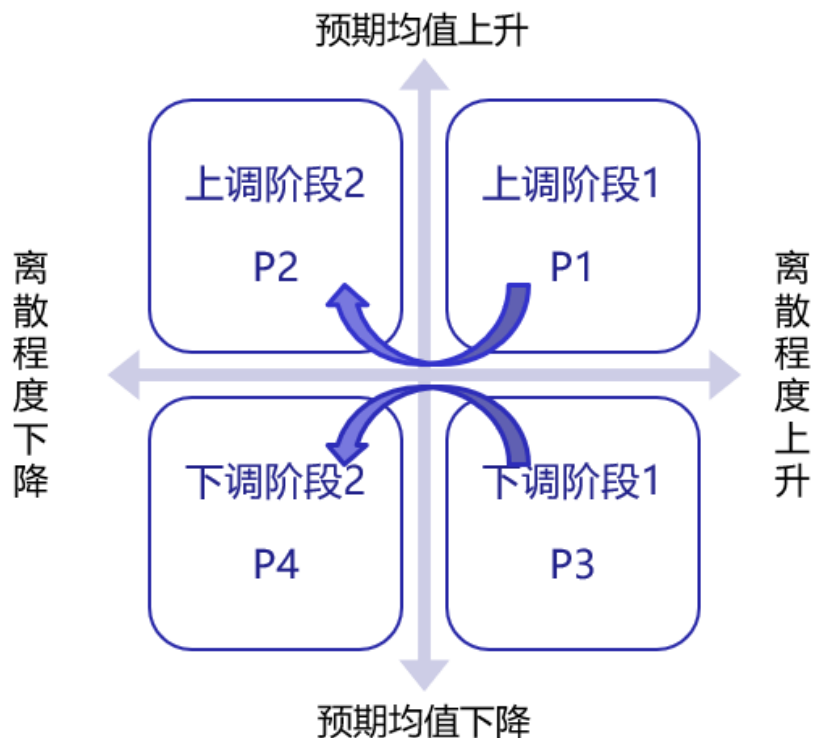 预期均值上升
上调阶段2
P2
上调阶段1
P1
离散程度下降
离散程度上升
下调阶段2
P4
下调阶段1
P3
预期均值下降